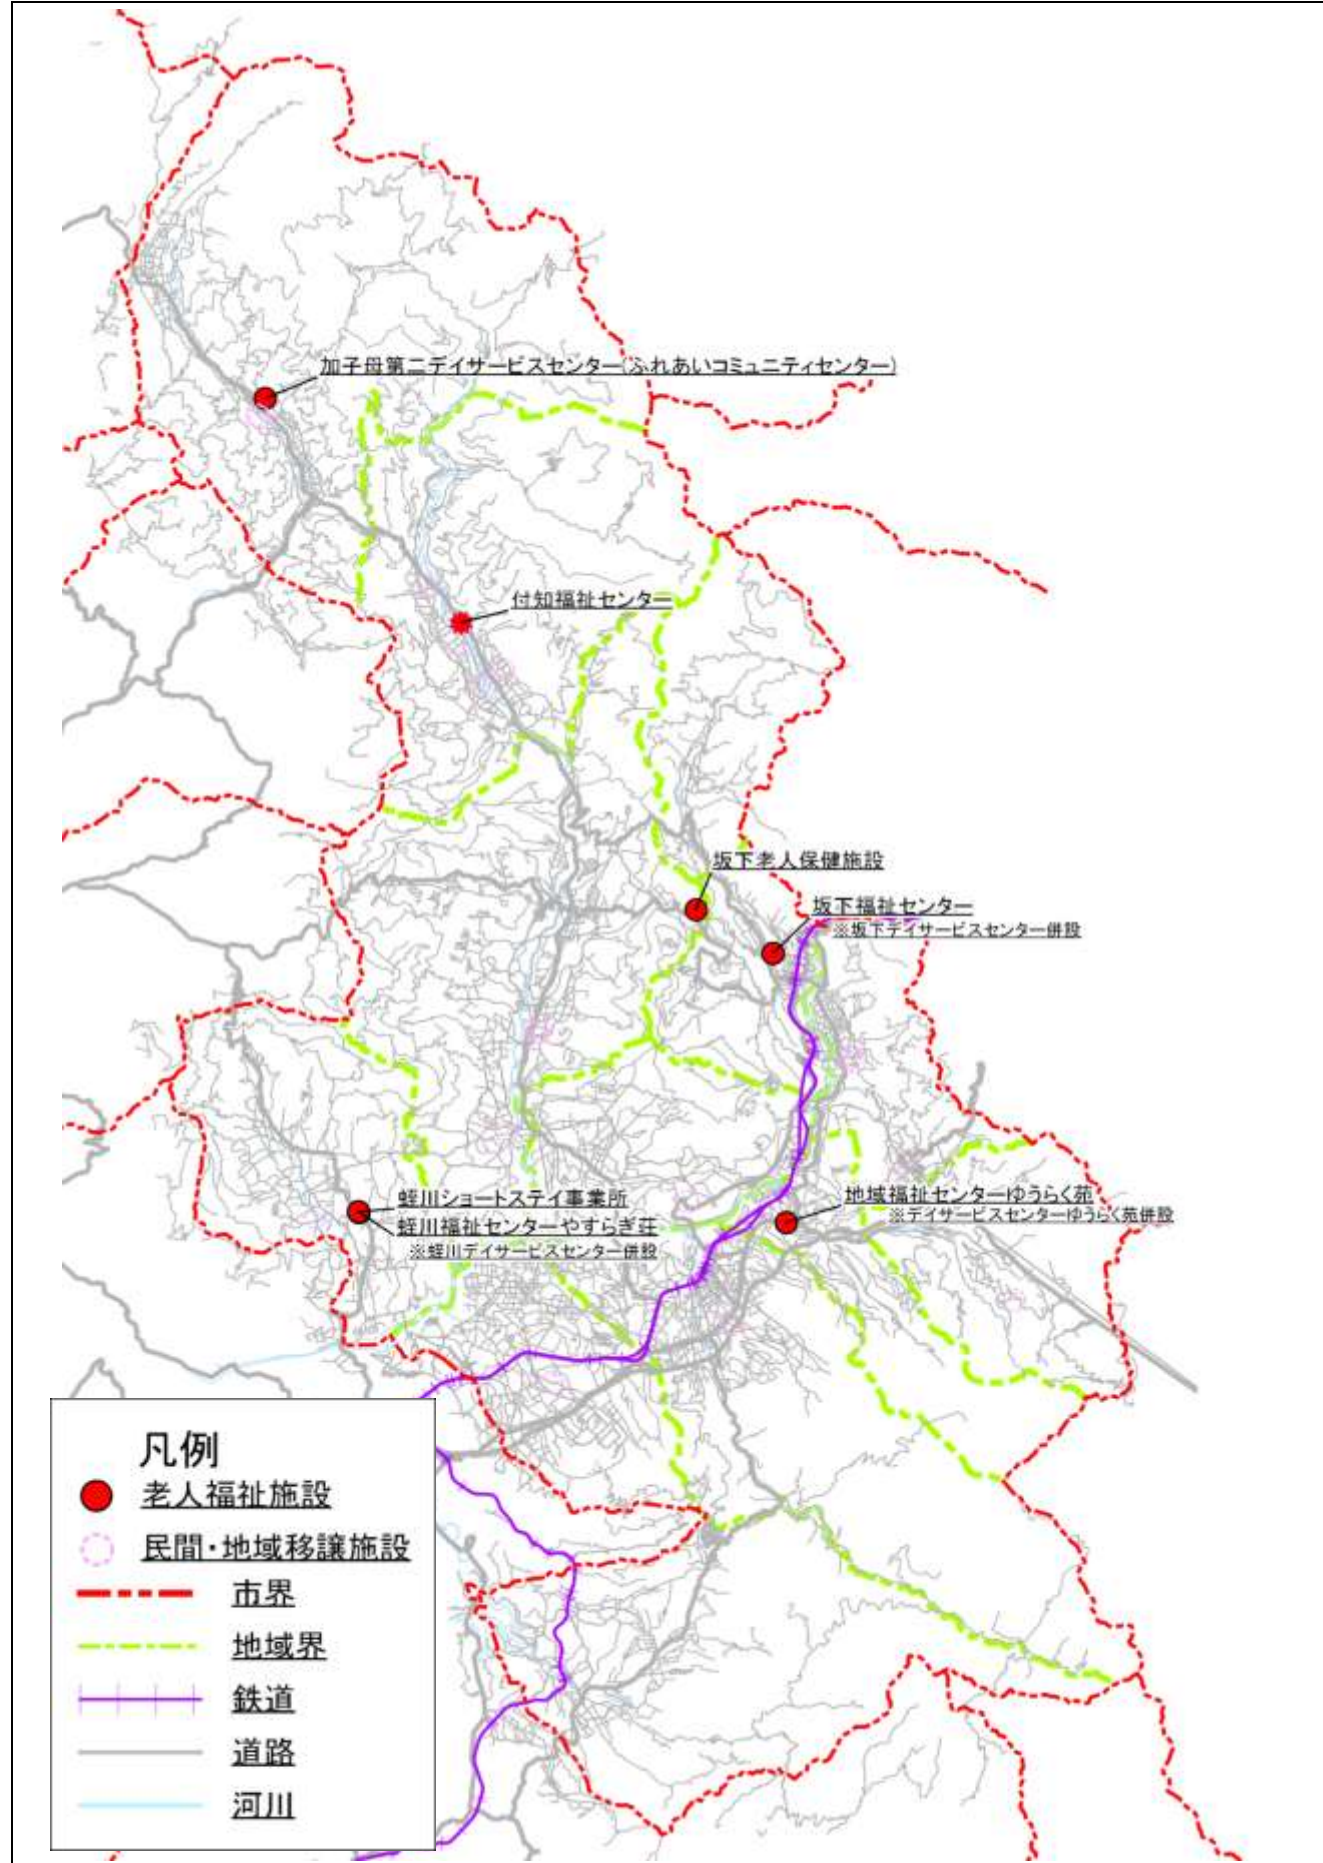 加子母第二デイサービスセンター(ふれあいコミュニティセンター)
付知福祉センター
坂下老人保健施設
坂下福祉センター
※坂下デイサービスセンター併設
蛭川ショートステイ事業所
蛭川福祉センターやすらぎ荘
※蛭川デイサービスセンター併設
地域福祉センターゆうらく苑
※デイサービスセンターゆうらく苑併設
凡例
老人福祉施設
民間・地域移譲施設
市界
地域界
鉄道
道路
河川